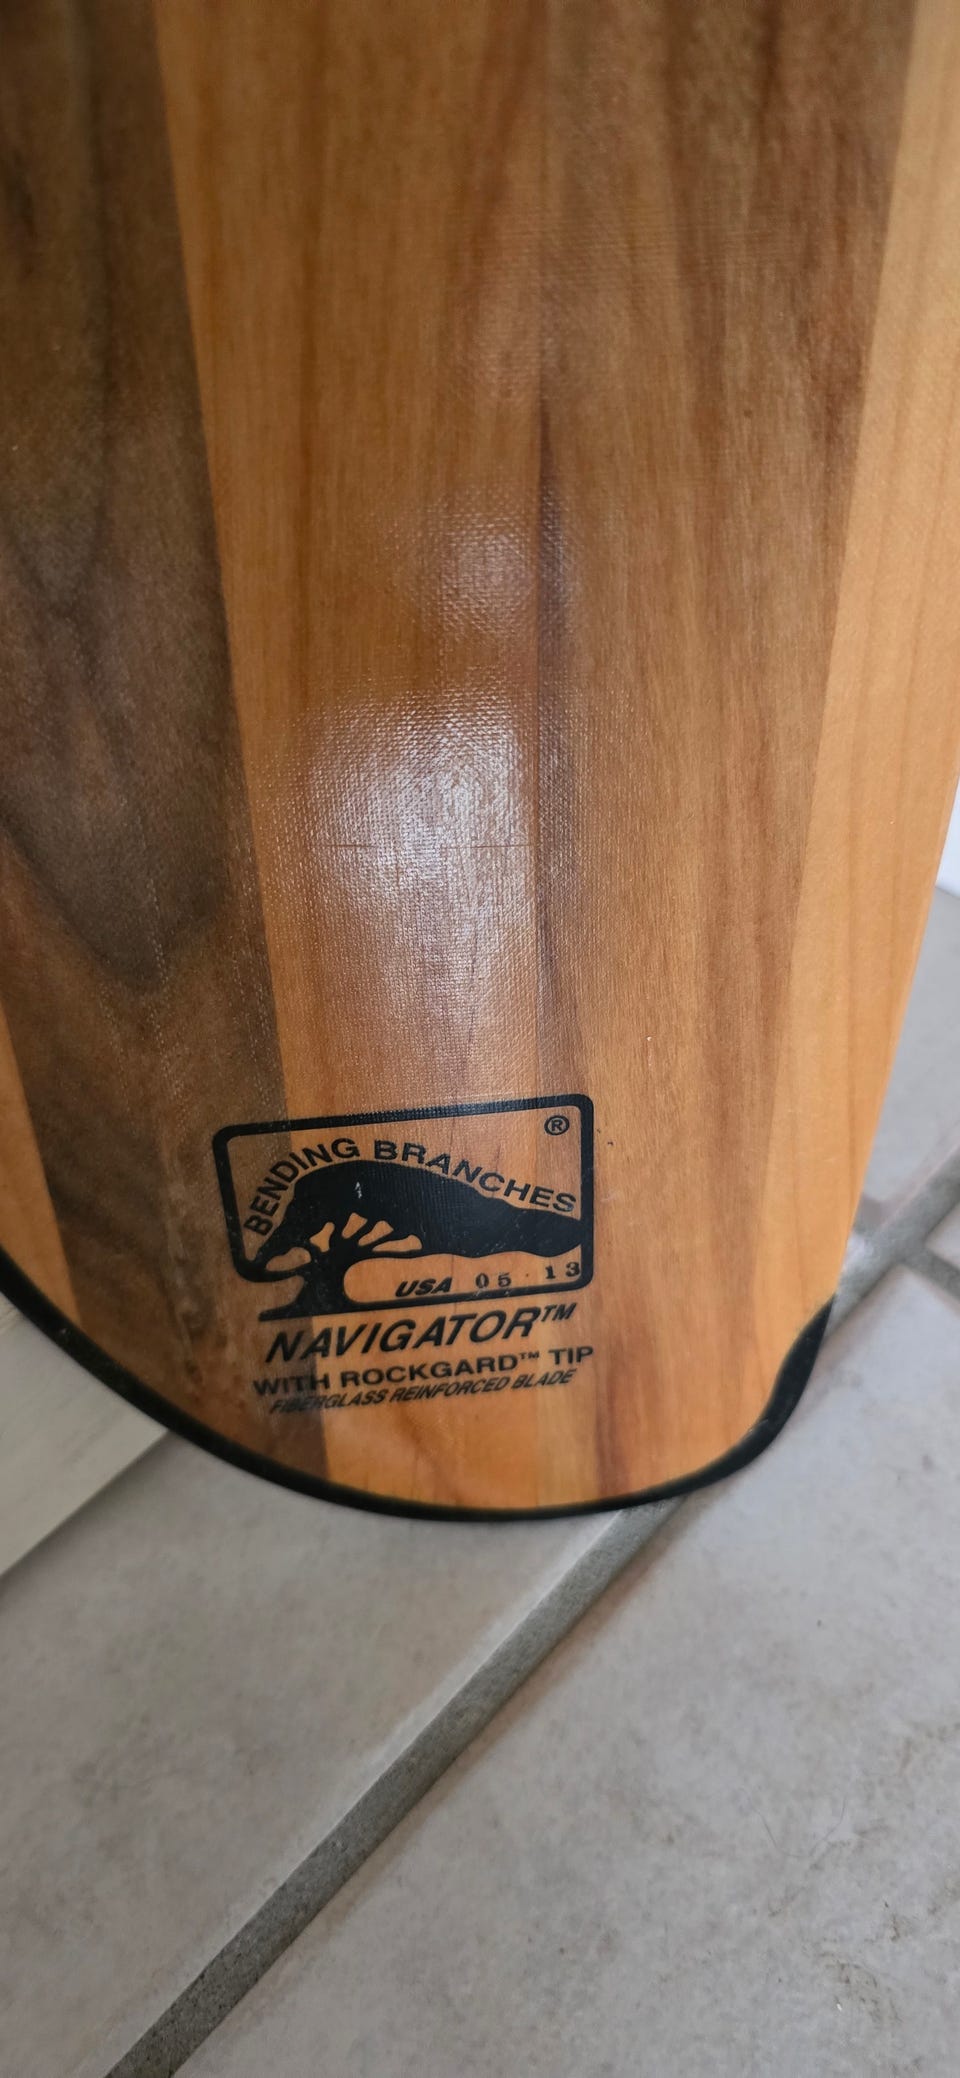 ®
BENDING BRANCHES
USA 05 13
NAVIGATOR™
WITH ROCKGARD™ TIP
FIBERGLASS REINFORCED BLADE